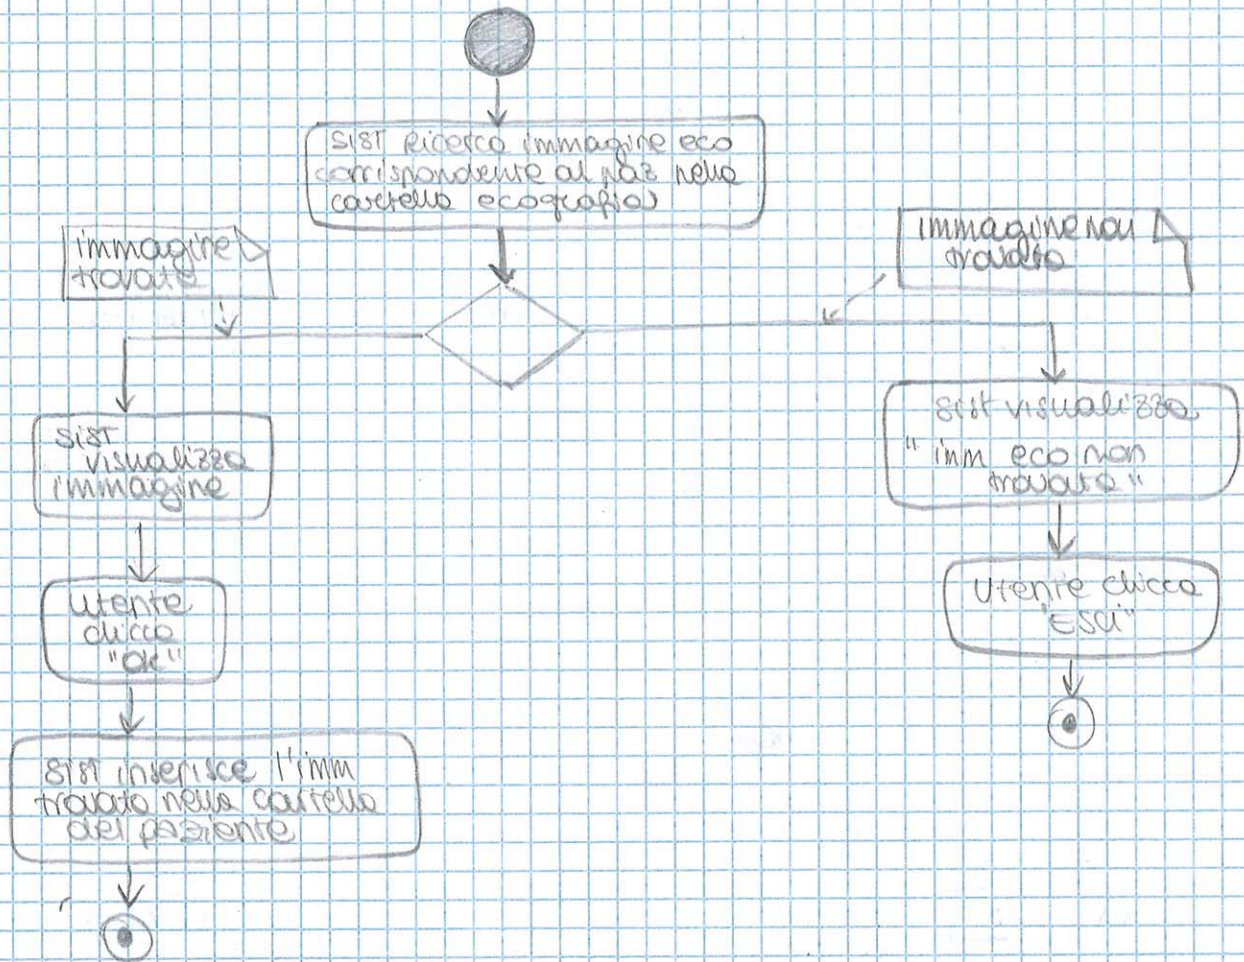 SIST ricerca immagine eco
corrispondente al paz nella
cartella ecografia
immagine
trovata
immagine non
trovata
SIST
visualizza
immagine
sist visualizza
" imm eco non
trovata "
utente
clicca
"OK"
Utente clicca
"ESCI"
SIST inserisce l'imm
trovata nella cartella
del paziente